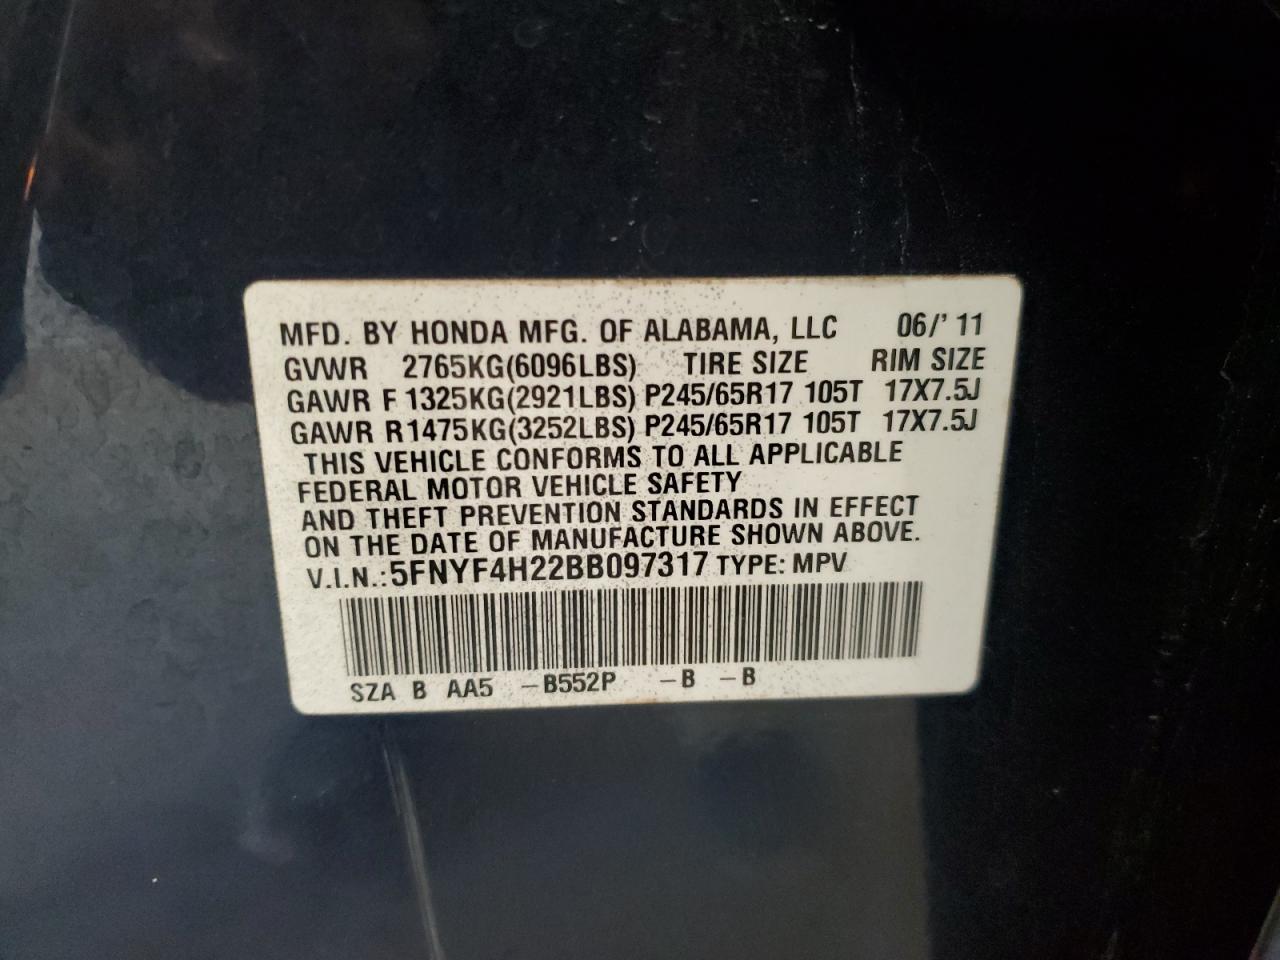 MFD. BY HONDA MFG. OF ALABAMA, LLC 06/'11
GVWR 2765KG(6096LBS) TIRE SIZE RIM SIZE
GAWR F 1325KG(2921LBS) P245/65R17 105T 17X7.5J
GAWR R1475KG(3252LBS) P245/65R17 105T 17X7.5J
THIS VEHICLE CONFORMS TO ALL APPLICABLE
FEDERAL MOTOR VEHICLE SAFETY
AND THEFT PREVENTION STANDARDS IN EFFECT
ON THE DATE OF MANUFACTURE SHOWN ABOVE.
V.I.N.:5FNYF4H22BB097317 TYPE: MPV
SZA B AA5 -B552P -B -B